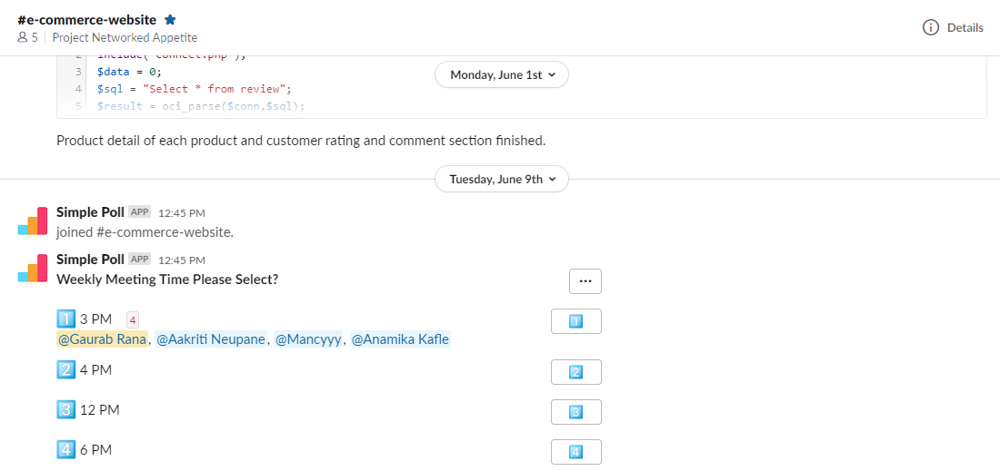 #e-commerce-website
5 Project Networked Appetite
Details
2 include("connect.php");
3 $data = 0;
Monday, June 1st
4 $sql = "Select * from review";
5 $result = oci_parse($conn,$sql);
Product detail of each product and customer rating and comment section finished.
Tuesday, June 9th
Simple Poll APP 12:45 PM
joined #e-commerce-website.
Simple Poll APP 12:45 PM
Weekly Meeting Time Please Select?
1 3 PM 4
1
@Gaurab Rana, @Aakriti Neupane, @Mancyyy, @Anamika Kafle
2 4 PM
2
3 12 PM
3
4 6 PM
4